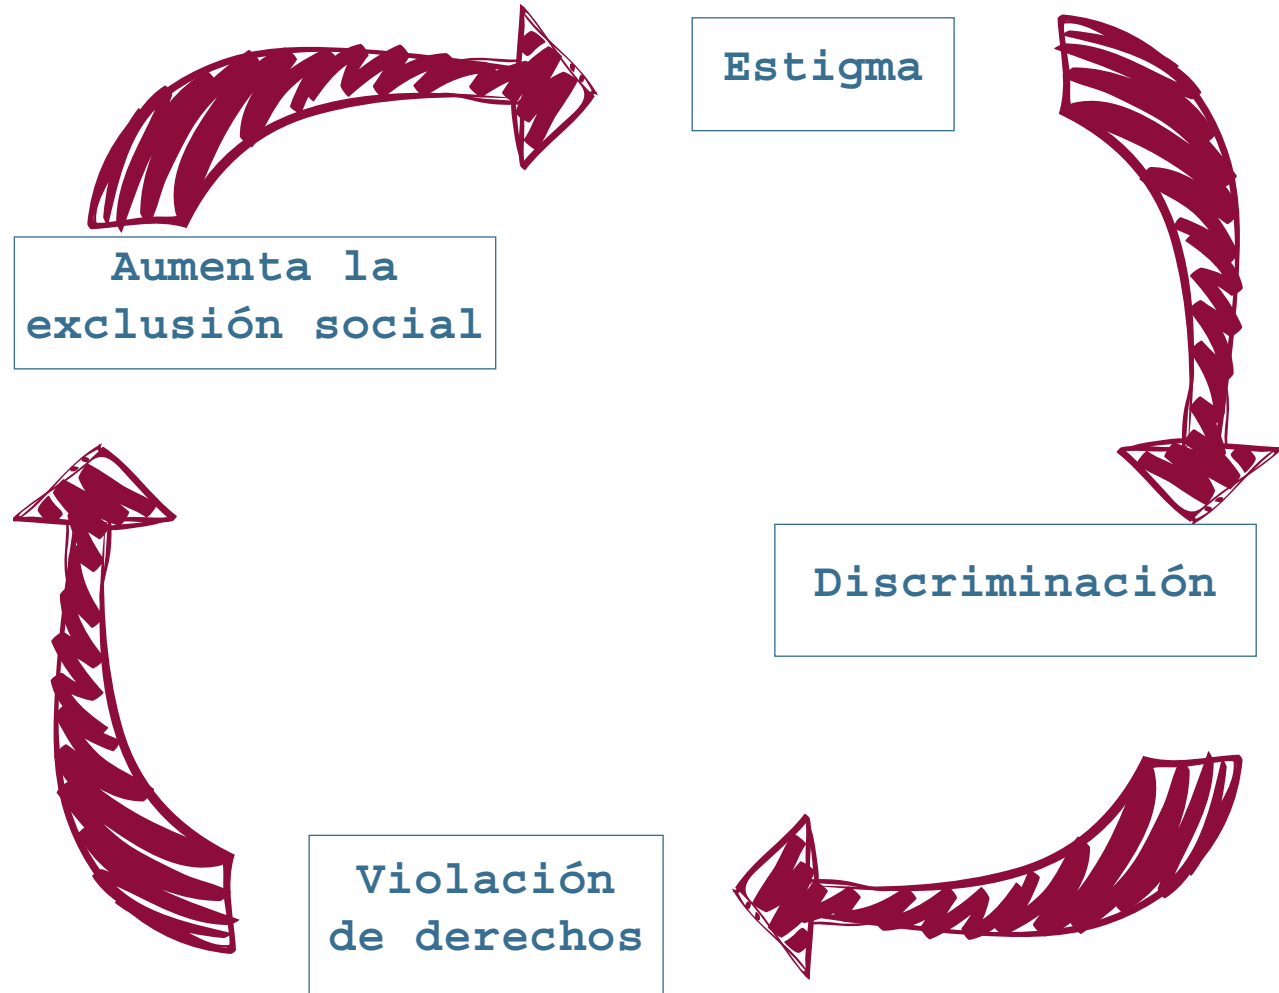 Estigma
Aumenta la
exclusión social
Discriminación
Violación
de derechos